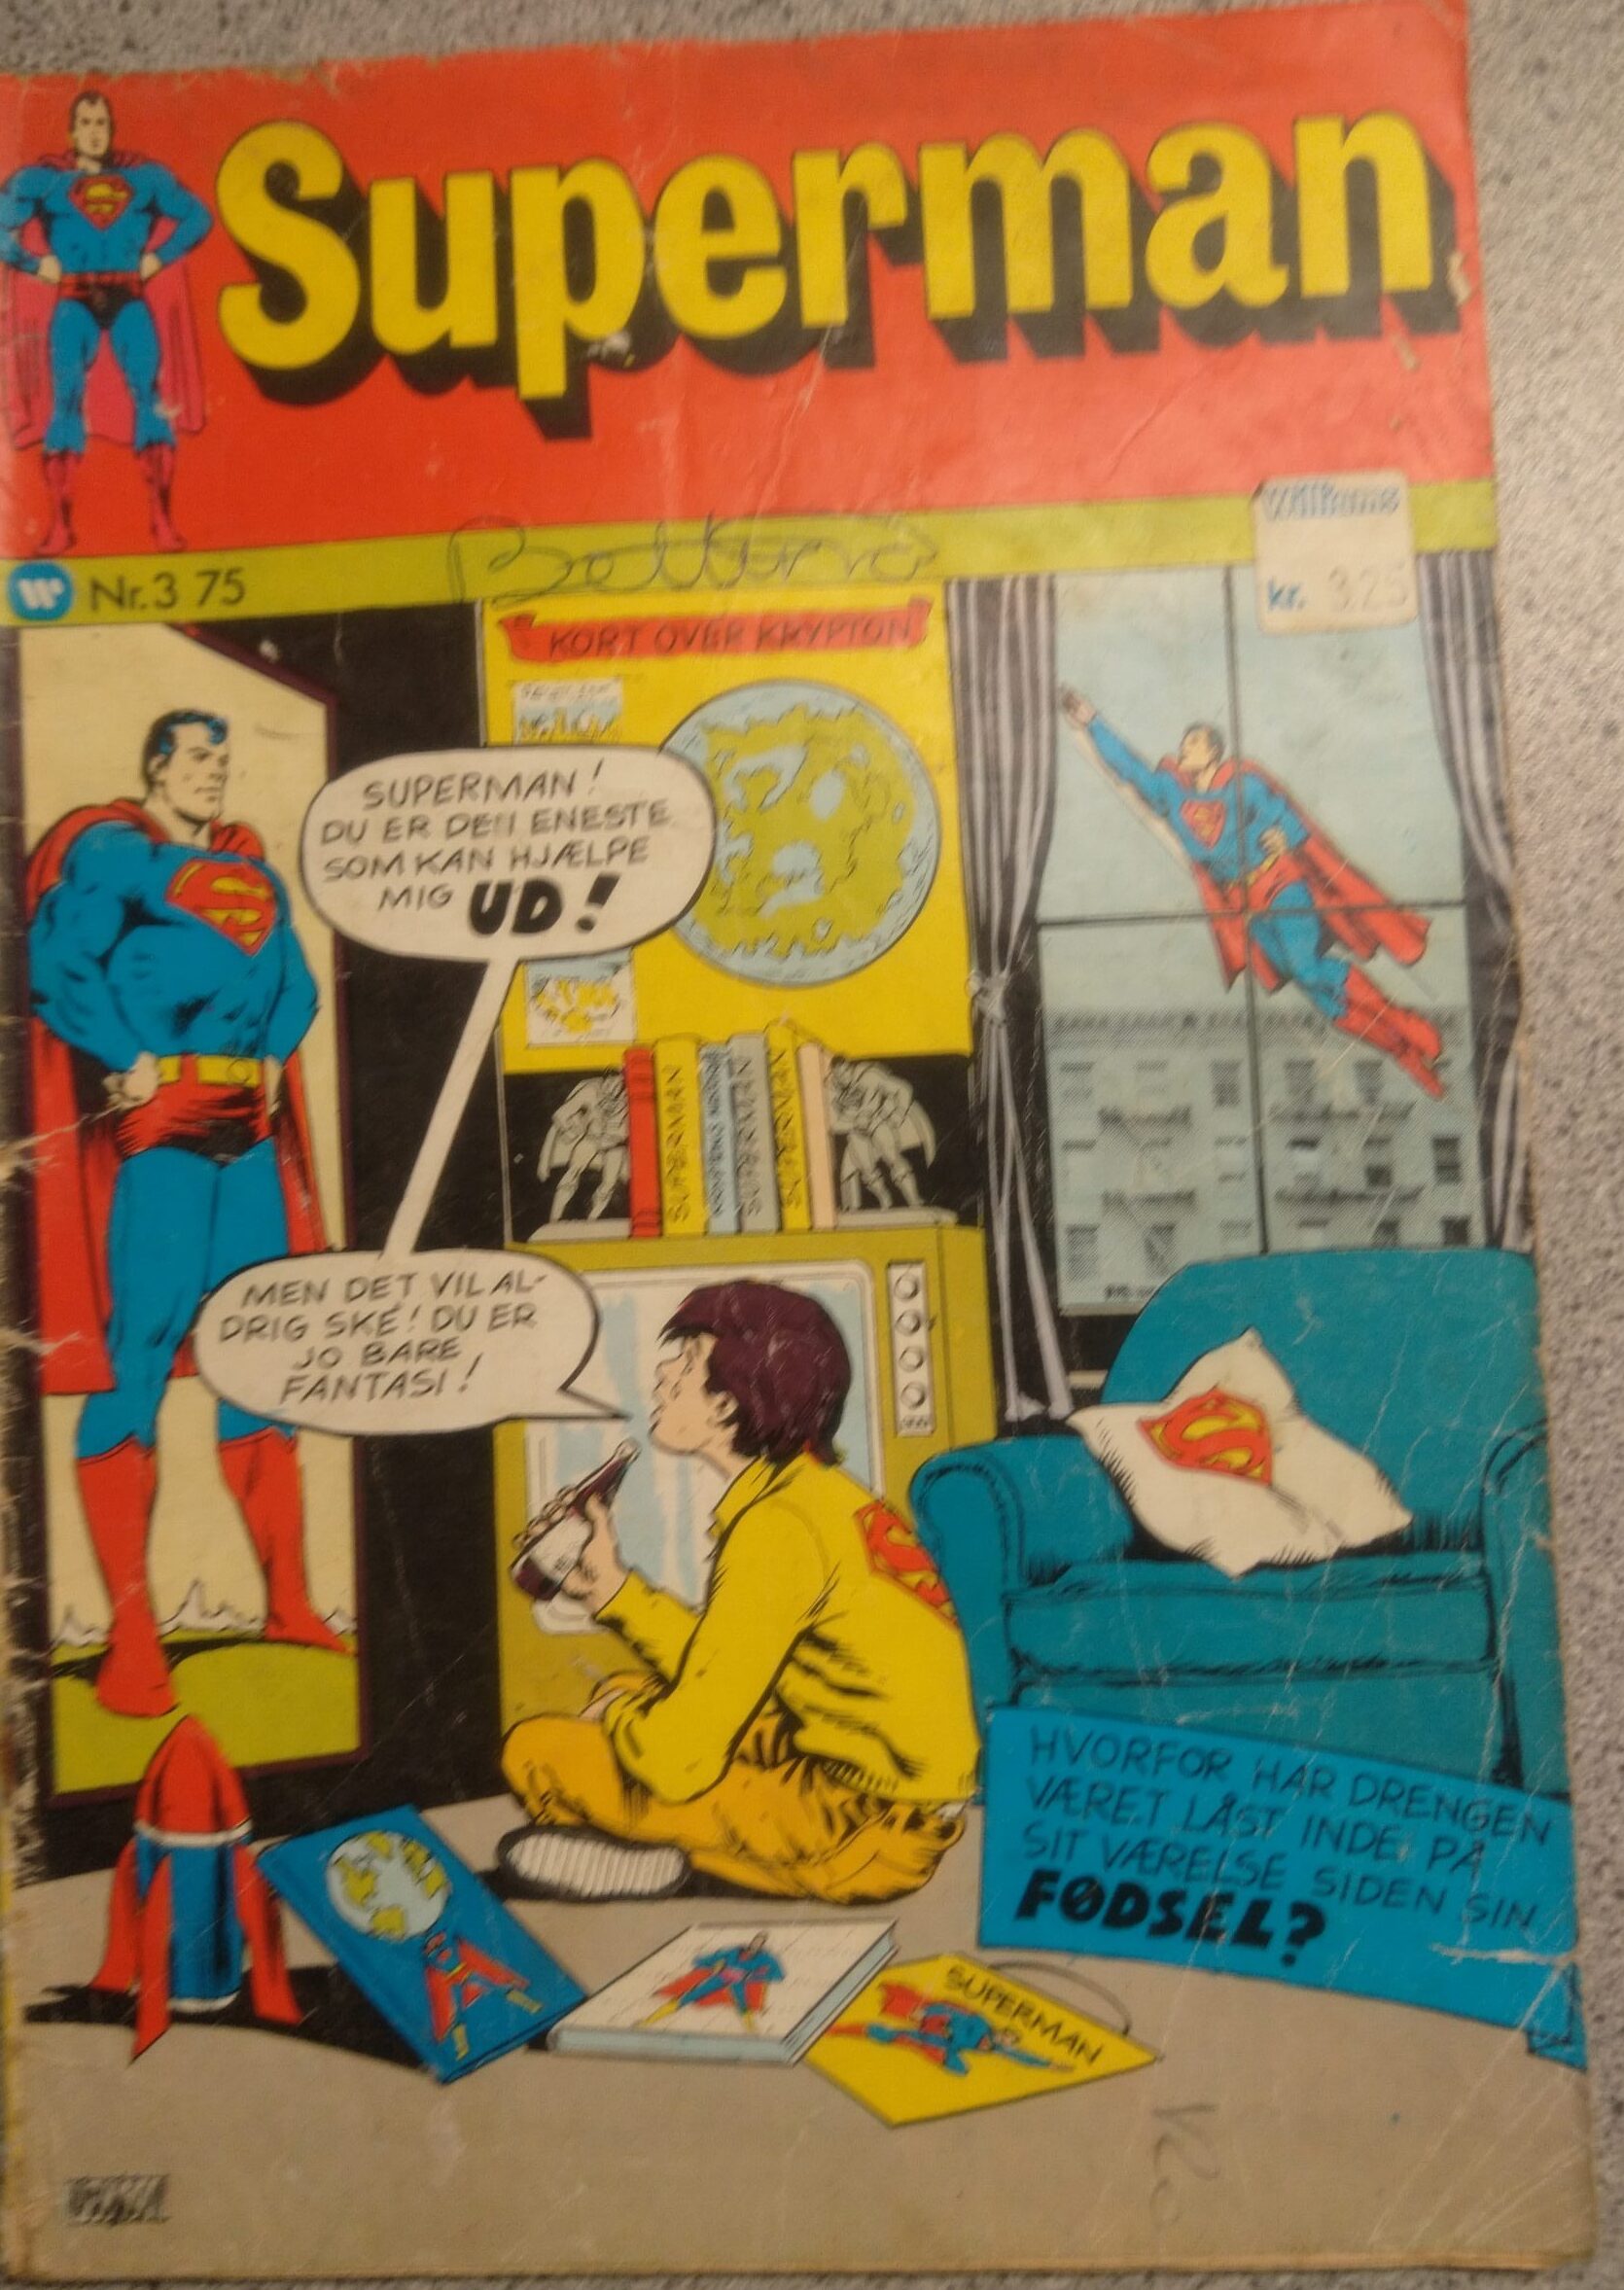 Superman
Nr.3 75
Williams
kr. 3.25
KORT OVER KRYPTON
SUPERMAN!
DU ER DEN ENESTE
SOM KAN HJÆLPE
MIG UD!
SUPERMAN
MEN DET VIL AL-
DRIG SKE! DU ER
JO BARE
FANTASI!
HVORFOR HAR DRENGEN
VÆRET LÅST INDE PÅ
SIT VÆRELSE SIDEN SIN
FØDSEL?
SUPERMAN